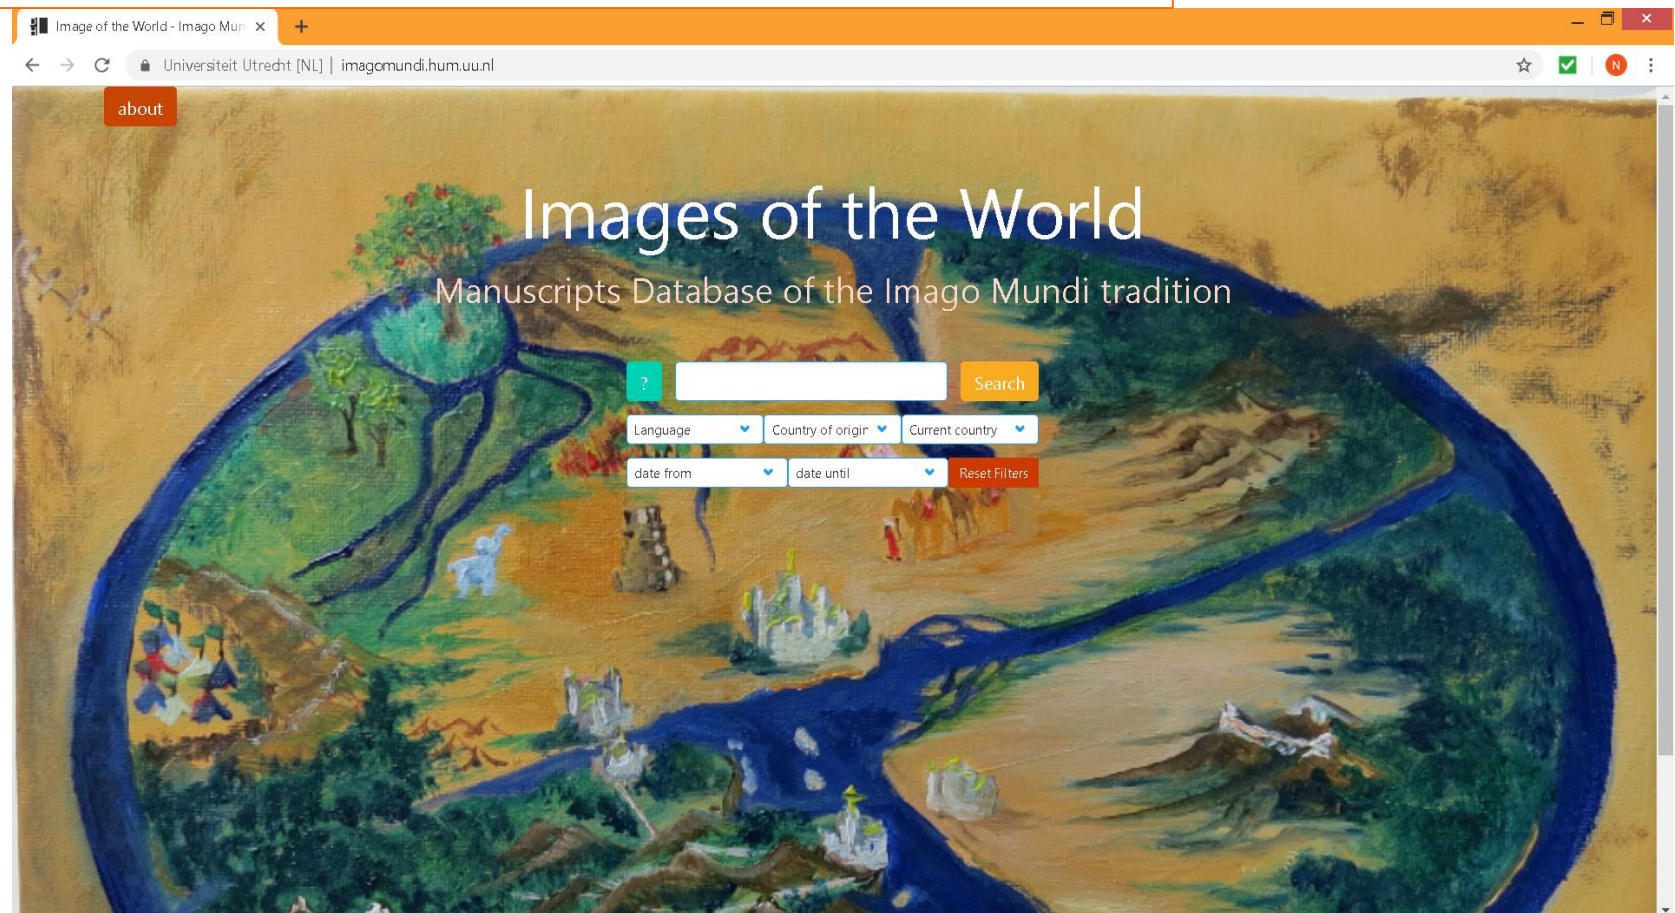 Image of the World - Imago Mun
Universiteit Utrecht [NL] | imagomundi.hum.uu.nl
N
about
Images of the World
Manuscripts Database of the Imago Mundi tradition
? Search
Language Country of origin Current country
date from date until Reset Filters